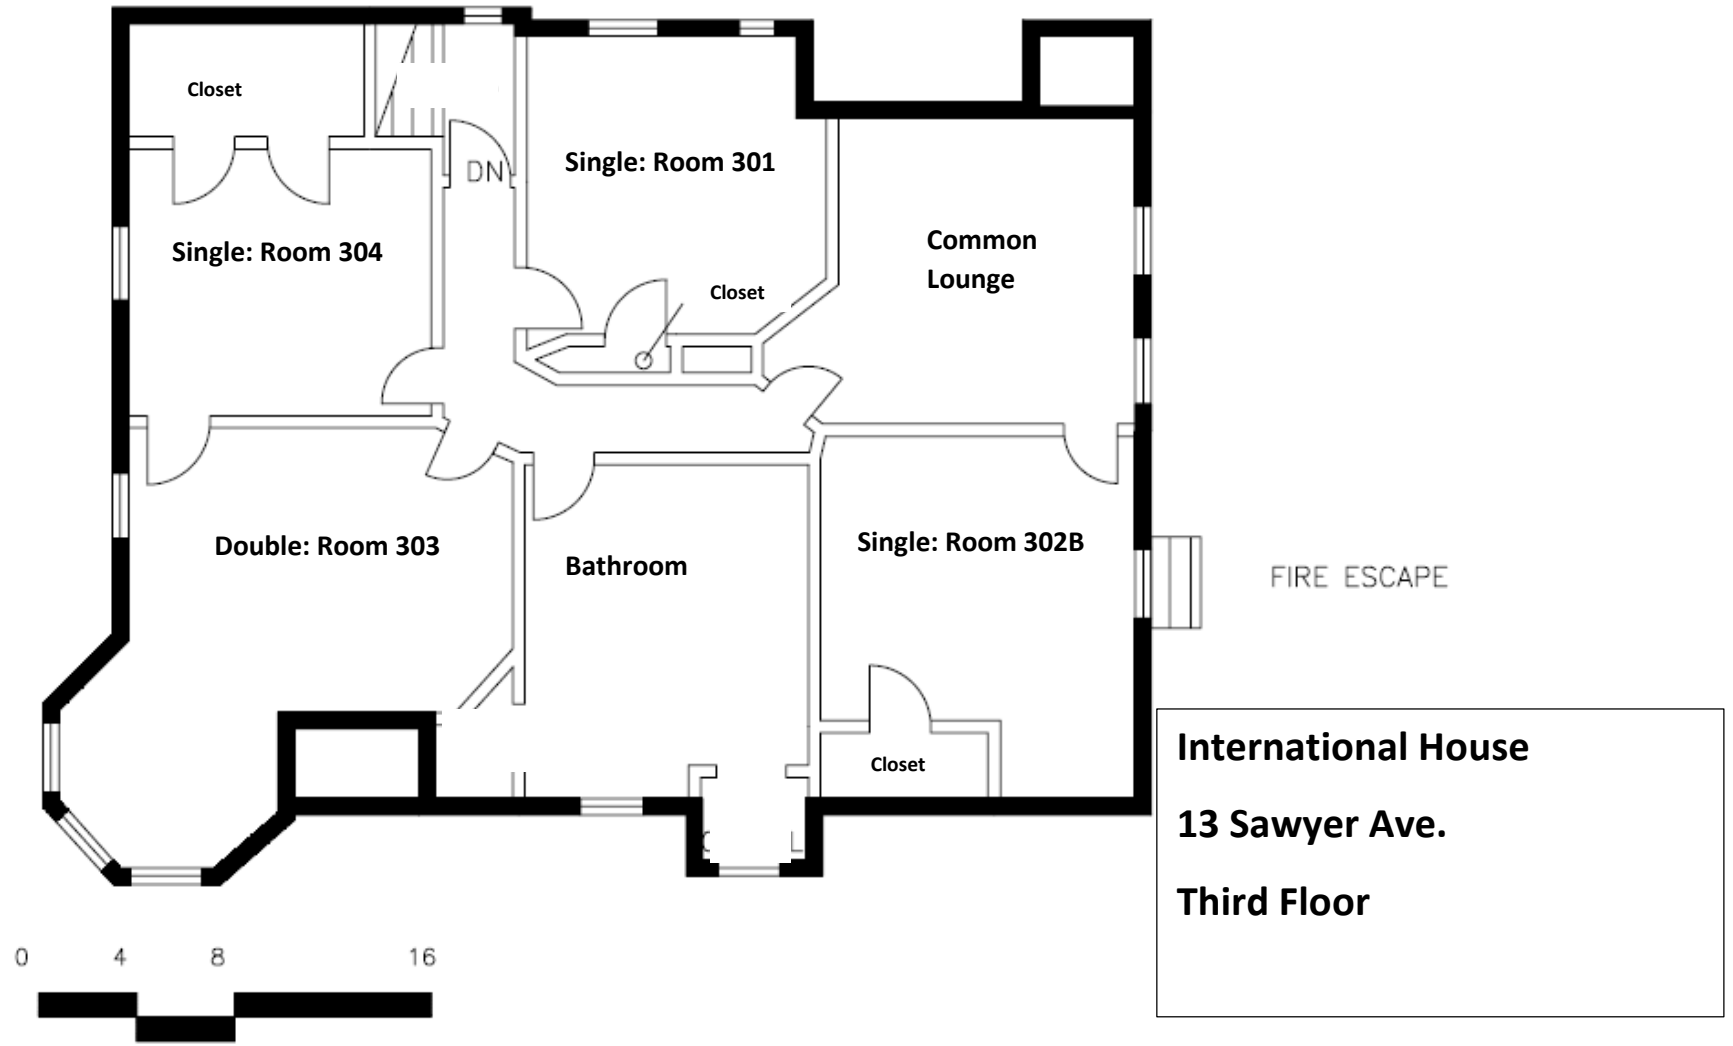 Closet
DN
Single: Room 301
Single: Room 304
Common
Lounge
Closet
Double: Room 303
Bathroom
Single: Room 302B
FIRE ESCAPE
Closet
International House
13 Sawyer Ave.
Third Floor
0 4 8 16